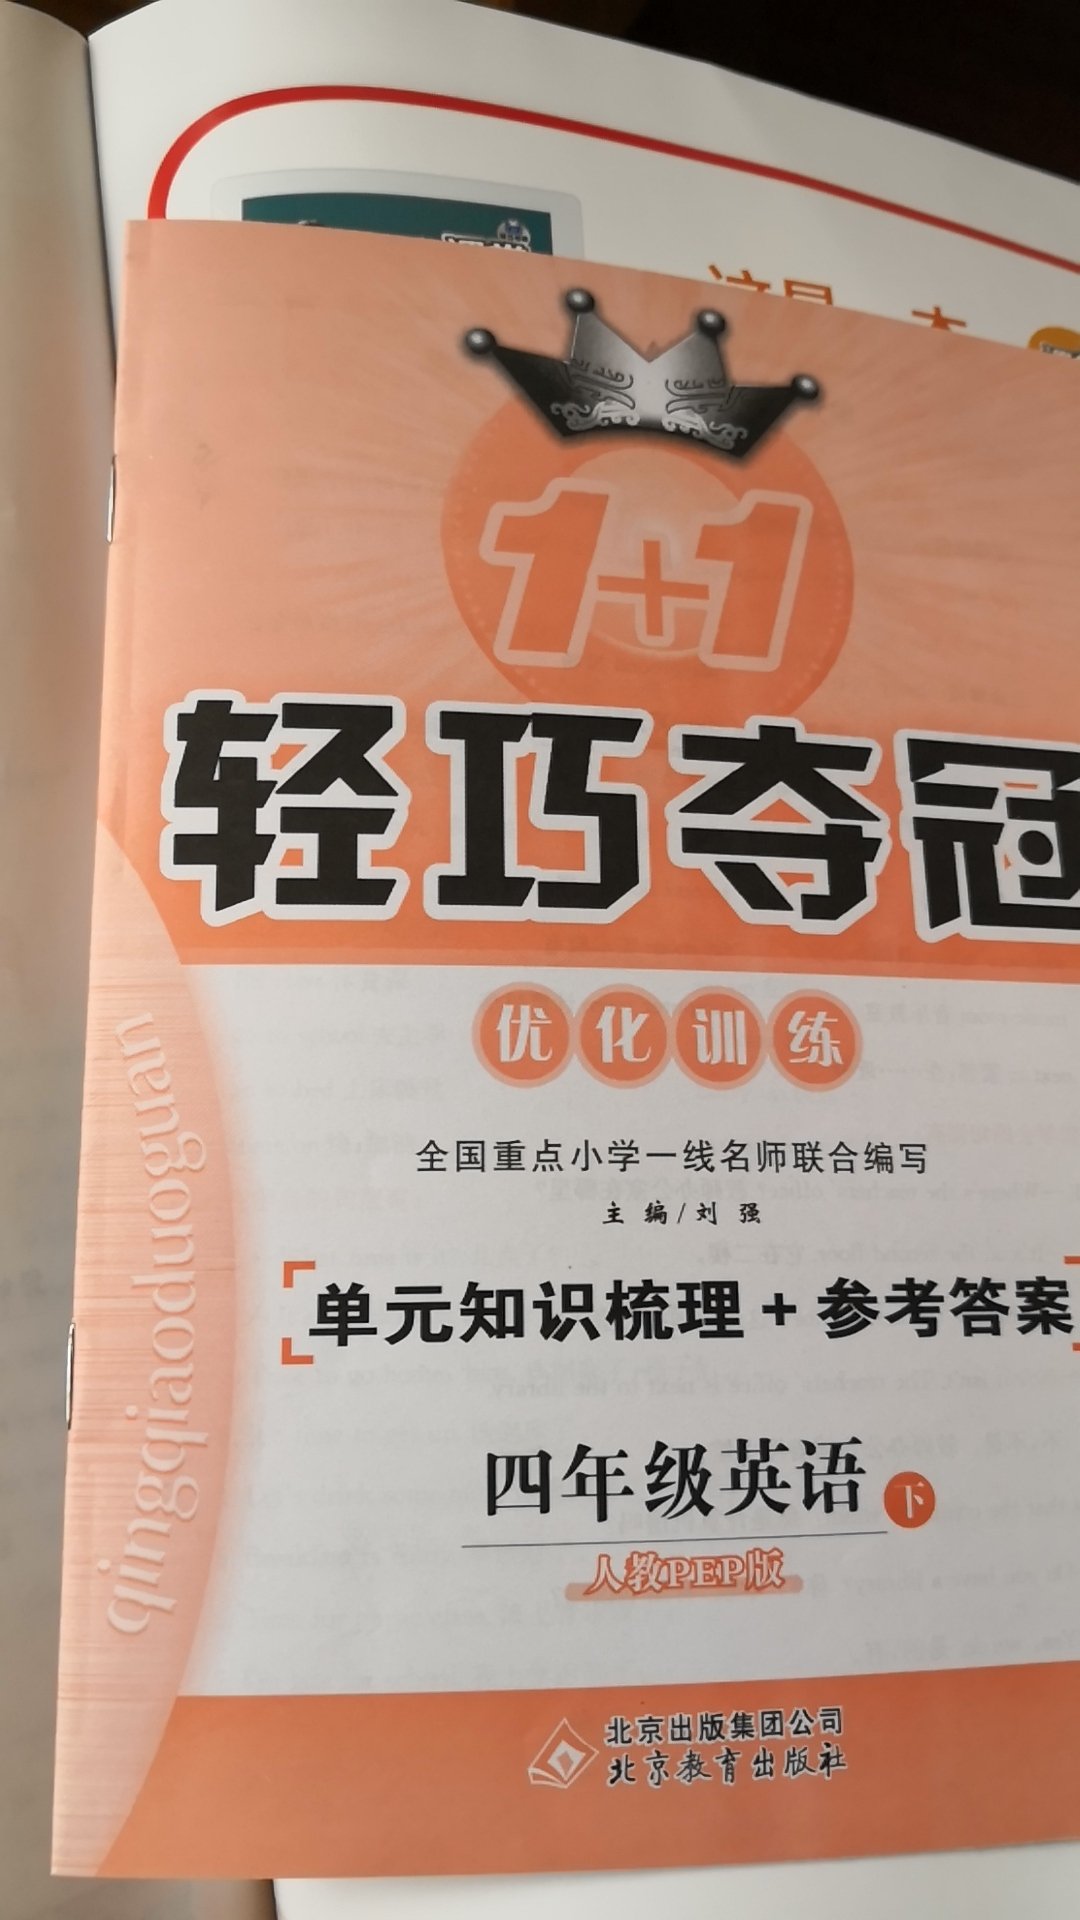 1+1
轻巧夺冠
优化训练
全国重点小学一线名师联合编写
主 编/刘 强
单元知识梳理+参考答案
四年级英语 下
人教PEP版
北京出版集团公司
北京教育出版社
qingqiaoduoguan